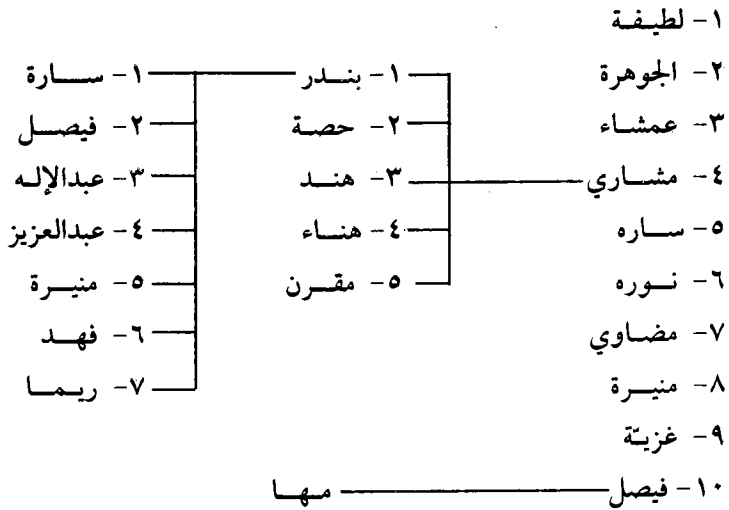 ١- لطيفة
٢- الجوهرة
٣- عمشاء
٤- مشاري
٥- ساره
٦- نوره
٧- مضاوي
٨- منيرة
٩- غزيّة
١٠- فيصل
١- بندر
٢- حصة
٣- هند
٤- هناء
٥- مقرن
مها
١- سارة
٢- فيصل
٣- عبدالإله
٤- عبدالعزيز
٥- منيرة
٦- فهد
٧- ريما